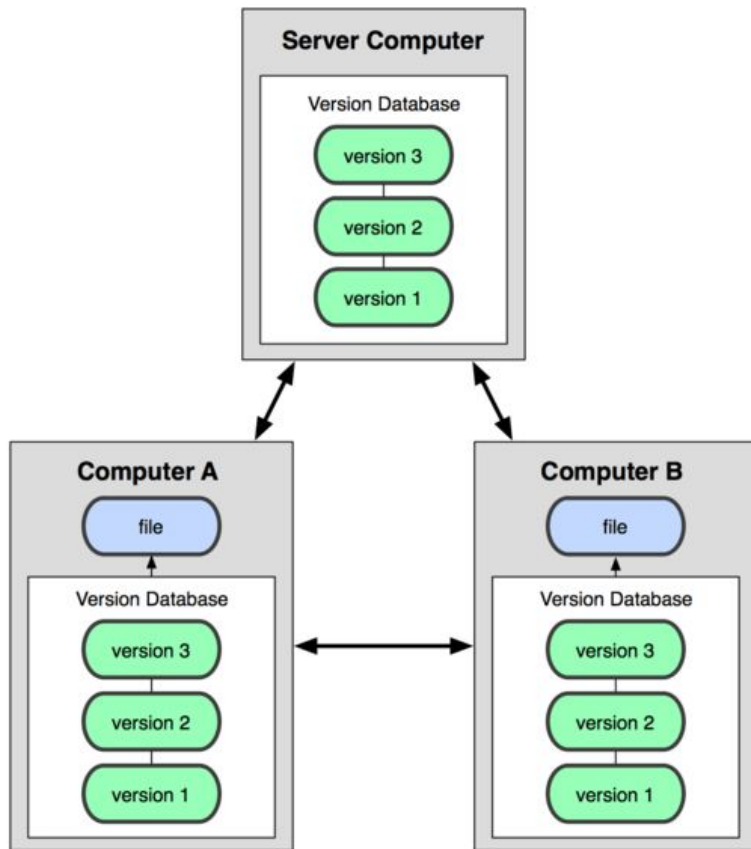 Server Computer
Version Database
version 3
version 2
version 1
Computer A
file
Version Database
version 3
version 2
version 1
Computer B
file
Version Database
version 3
version 2
version 1